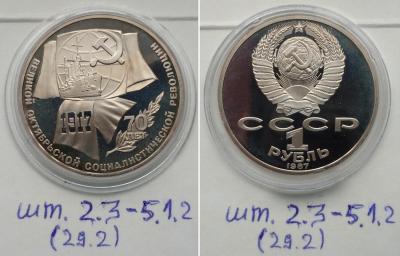 ВЕЛИКОЙ ОКТЯБРЬСКОЙ СОЦИАЛИСТИЧЕСКОЙ РЕВОЛЮЦИИ
1917
70
ЛЕТ
шт. 2.3-5.1.2
(29.2)
СССР
1
РУБЛЬ
1987
шт. 2.3-5.1.2
(29.2)